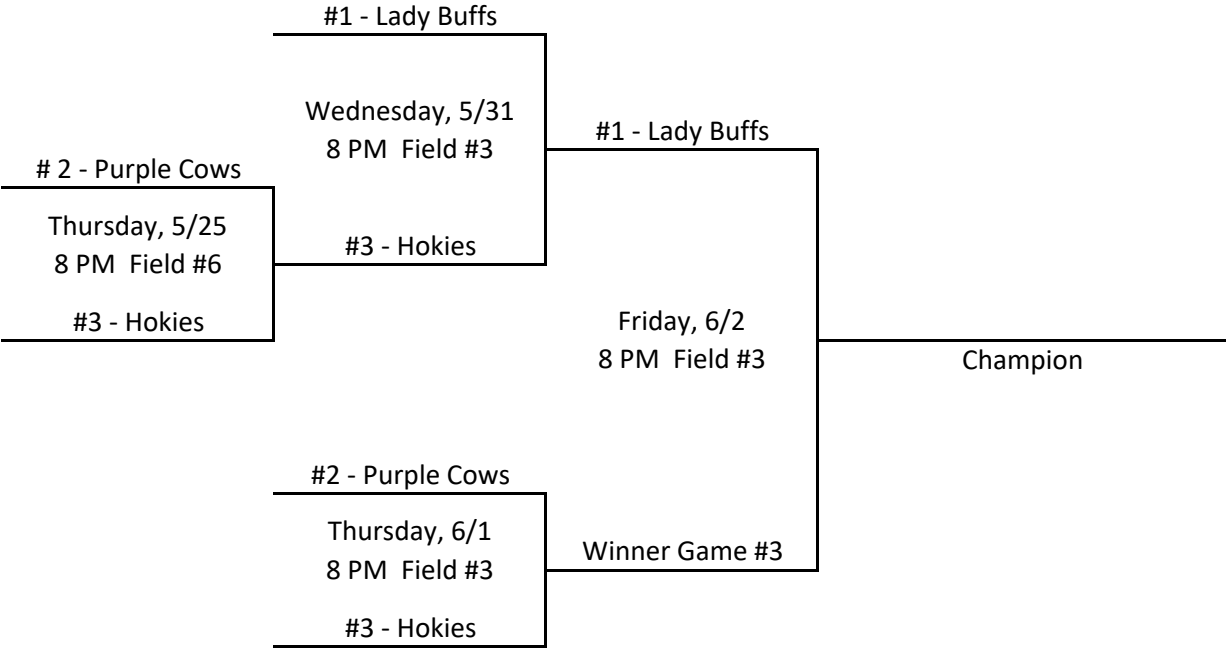 #1 - Lady Buffs
Wednesday, 5/31
8 PM Field #3
#1 - Lady Buffs
# 2 - Purple Cows
Thursday, 5/25
8 PM Field #6
#3 - Hokies
#3 - Hokies
Friday, 6/2
8 PM Field #3
Champion
#2 - Purple Cows
Thursday, 6/1
8 PM Field #3
Winner Game #3
#3 - Hokies